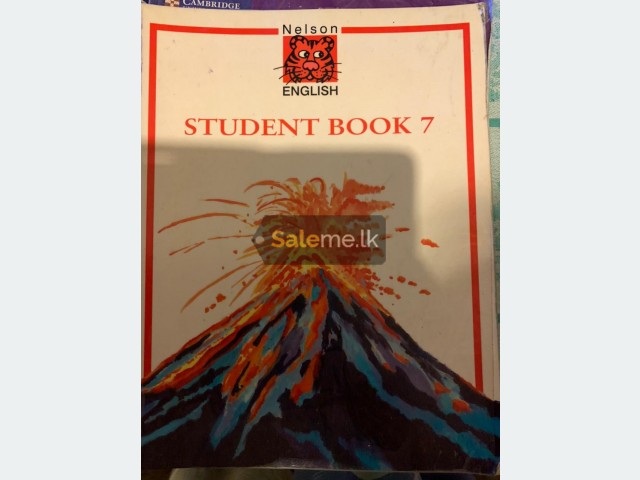 CAMBRIDGE
Nelson
ENGLISH
STUDENT BOOK 7
Saleme.lk